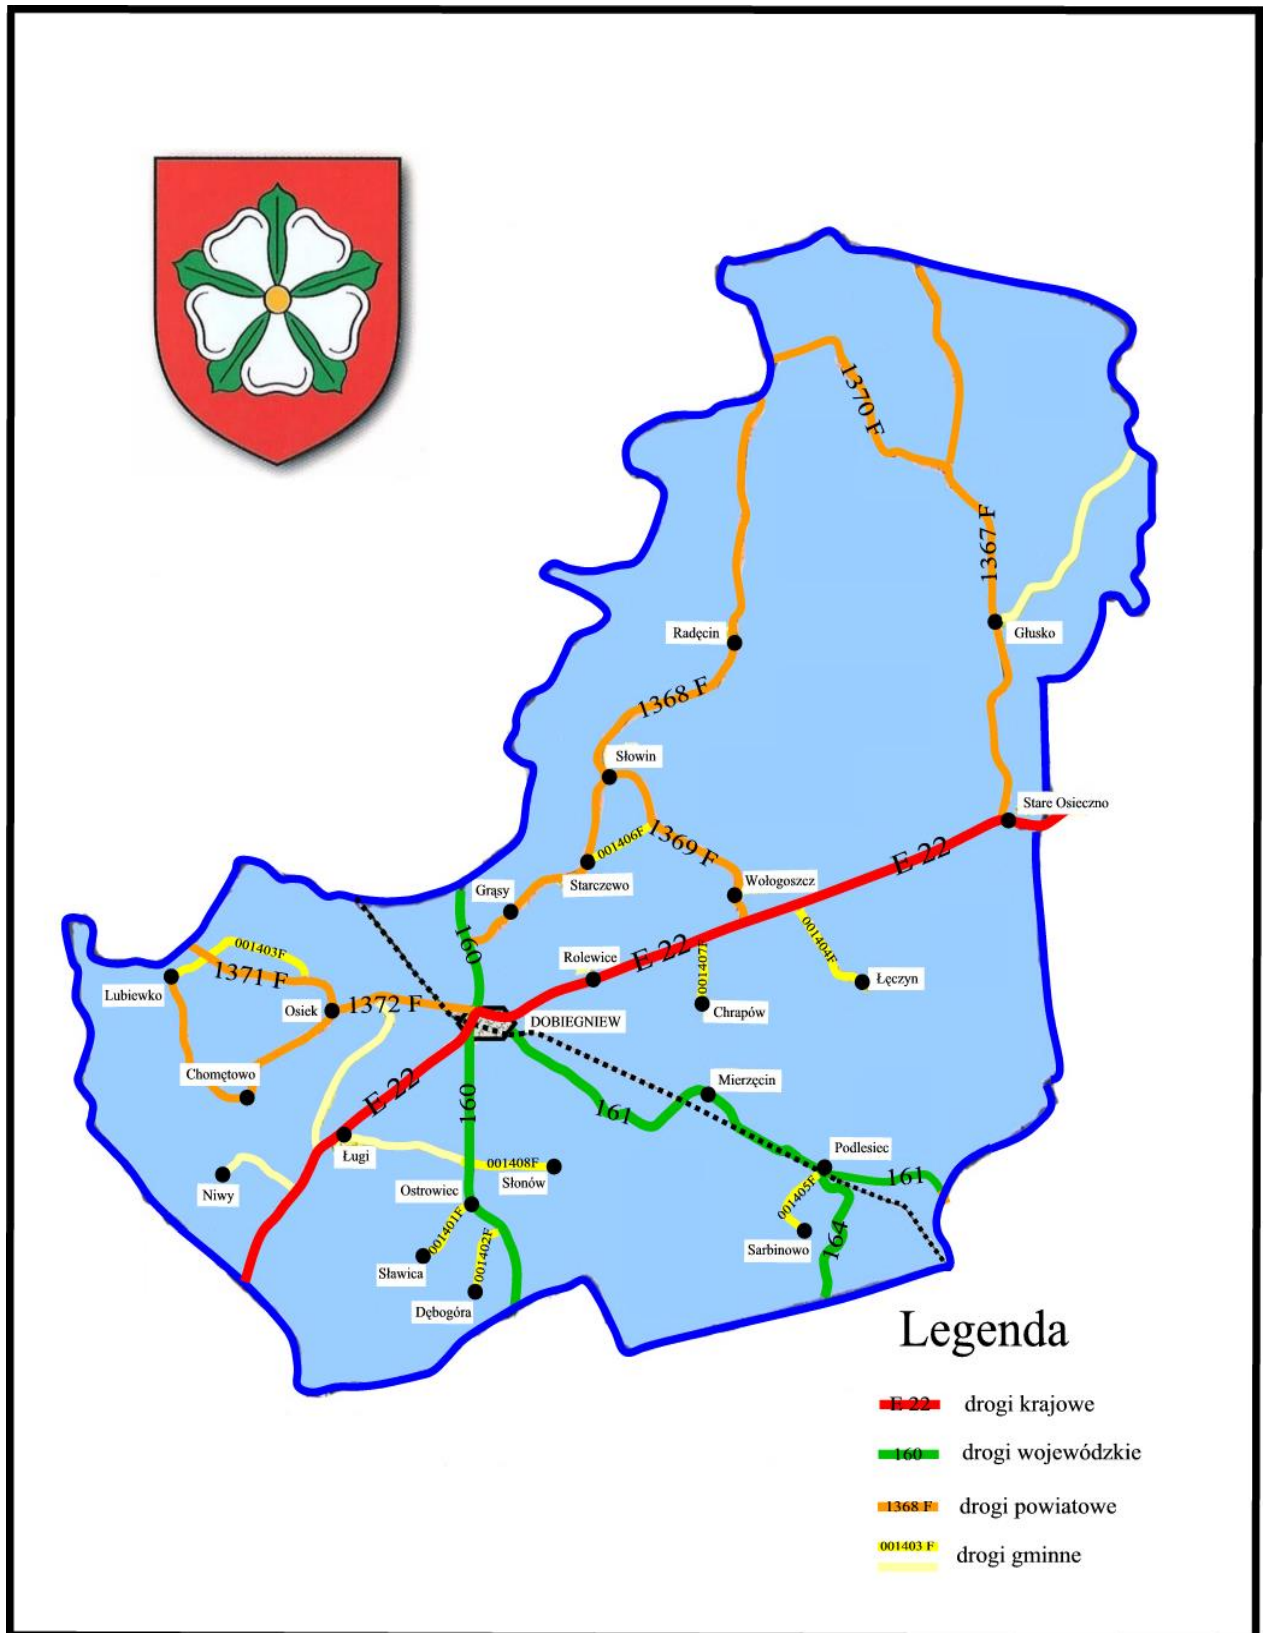 1370 F
1367 F
Radęcin
Głusko
1368 F
Słowin
Stare Osieczno
001406F
1369 F
E 22
Starczewo
Wołogoszcz
Grąsy
160
001403F
Rolewice
E 22
001407F
001404F
Lubiewko
1371 F
Łęczyn
Osiek
1372 F
Chrapów
DOBIEGNIEW
Chomętowo
E 22
160
161
Mierzęcin
Ługi
Podlesiec
001408F
Słonów
161
Niwy
Ostrowiec
001405F
001401F
001402F
164
Sarbinowo
Sławica
Dębogóra
Legenda
E 22 drogi krajowe
160 drogi wojewódzkie
1368 F drogi powiatowe
001403 F
drogi gminne